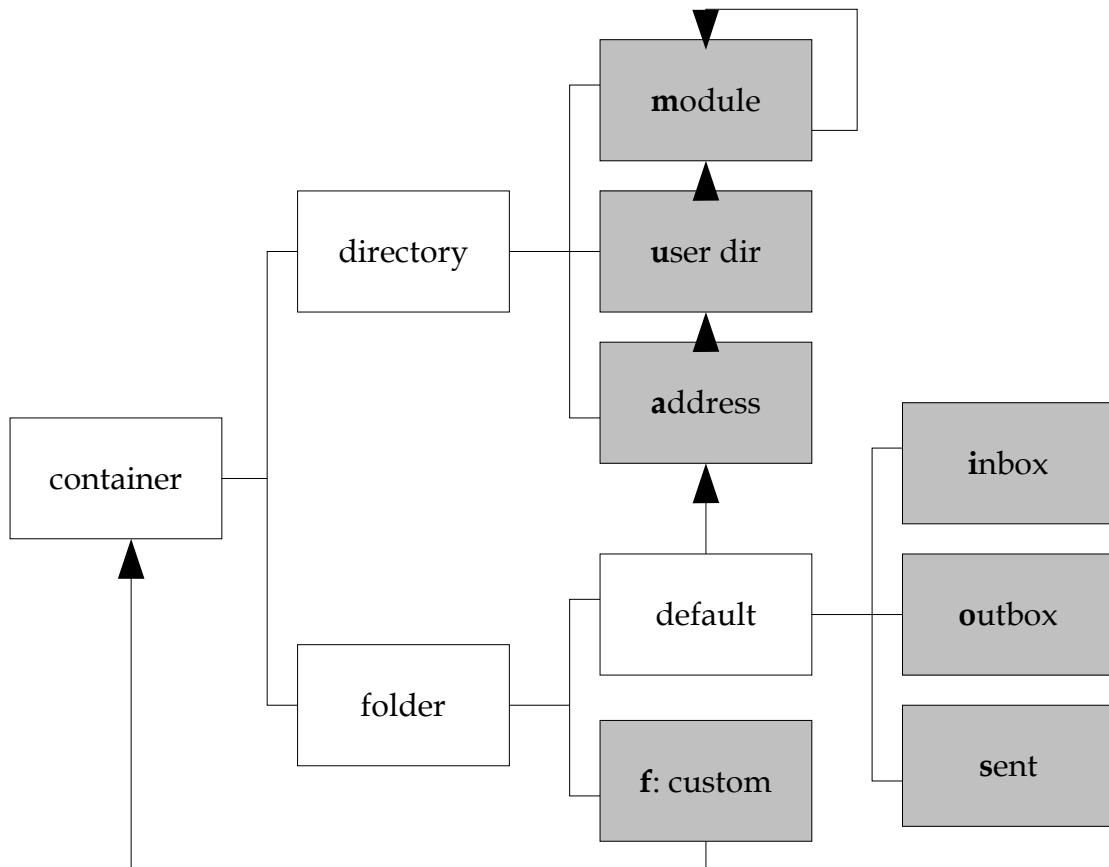 module
directory
user dir
address
container
inbox
default
outbox
folder
f: custom
sent